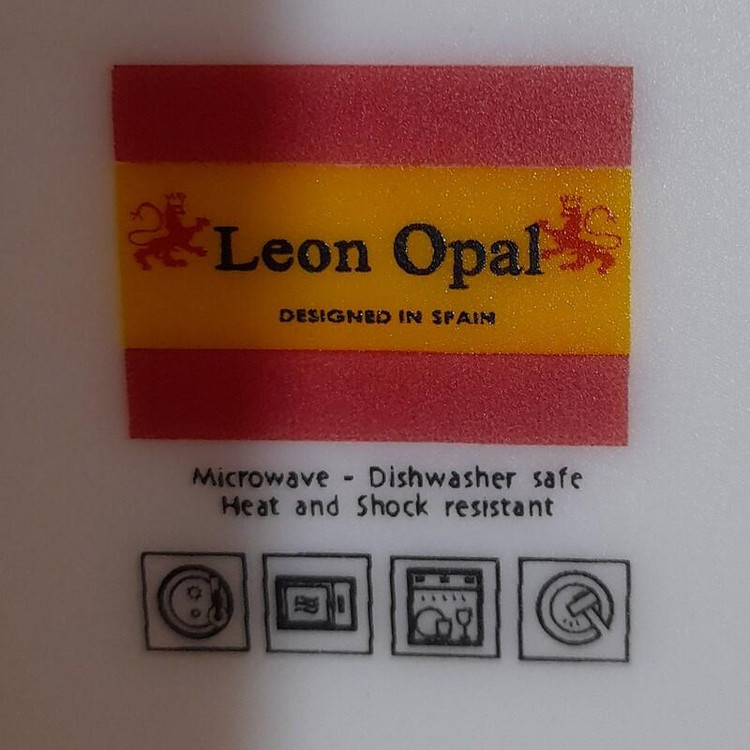 Leon Opal
DESIGNED IN SPAIN
Microwave - Dishwasher safe
Heat and Shock resistant